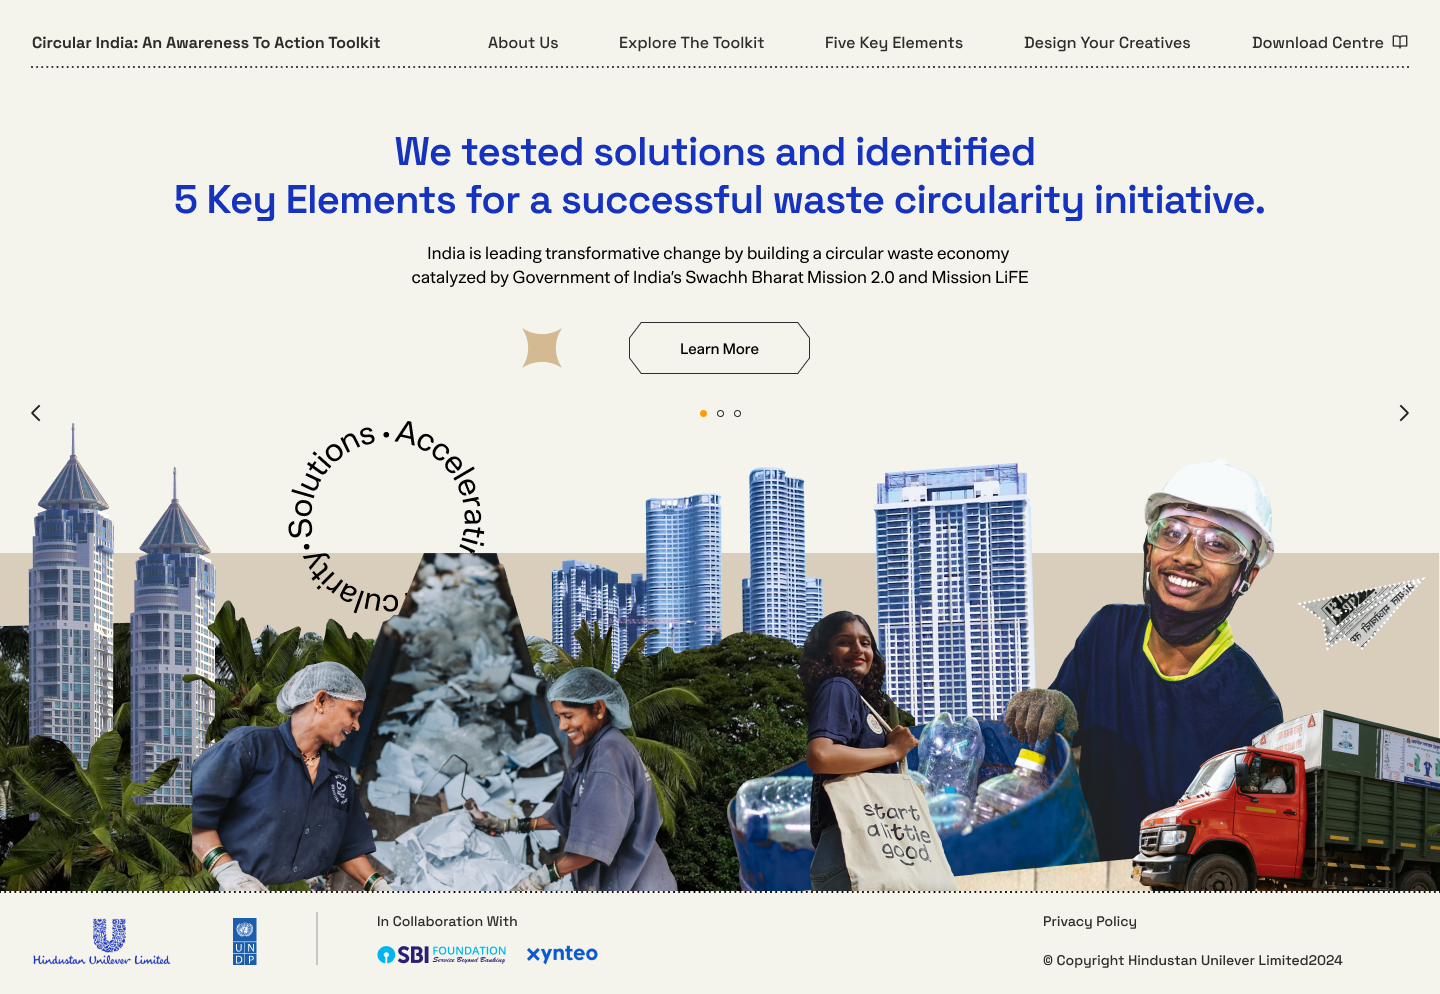 Circular India: An Awareness To Action Toolkit
About Us
Explore The Toolkit
Five Key Elements
Design Your Creatives
Download Centre
We tested solutions and identified
5 Key Elements for a successful waste circularity initiative.
India is leading transformative change by building a circular waste economy
catalyzed by Government of India's Swachh Bharat Mission 2.0 and Mission LiFE
Learn More
Solutions • Acceleratin
cularity •
start
a little
good
Hindustan Unilever Limited
UN
DP
In Collaboration With
SBI FOUNDATION
Service Beyond Banking
xynteo
Privacy Policy
© Copyright Hindustan Unilever Limited2024